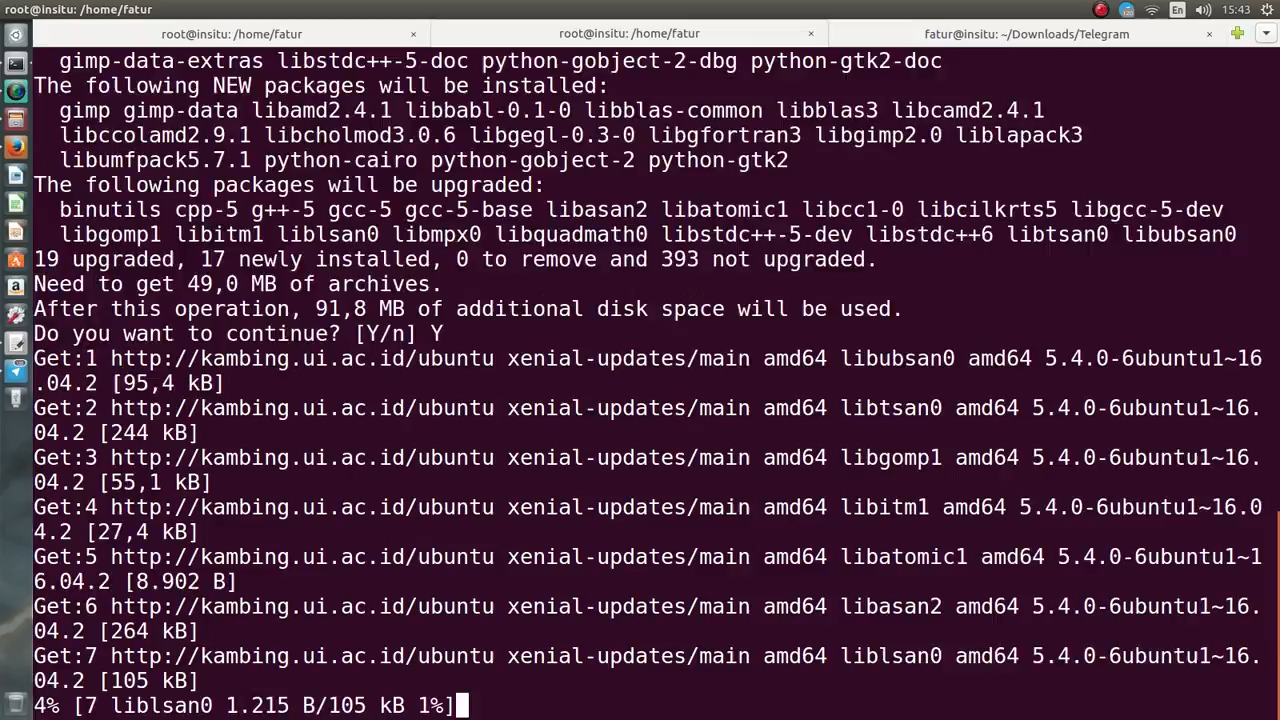 root@insitu: /home/fatur
En
15:43
root@insitu: /home/fatur × root@insitu: /home/fatur × fatur@insitu: ~/Downloads/Telegram ×
gimp-data-extras libstdc++-5-doc python-gobject-2-dbg python-gtk2-doc
The following NEW packages will be installed:
gimp gimp-data libamd2.4.1 libbabl-0.1-0 libblas-common libblas3 libcamd2.4.1
libccolamd2.9.1 libcholmod3.0.6 libgegl-0.3-0 libgfortran3 libgimp2.0 liblapack3
libumfpack5.7.1 python-cairo python-gobject-2 python-gtk2
The following packages will be upgraded:
binutils cpp-5 g++-5 gcc-5 gcc-5-base libasan2 libatomic1 libcc1-0 libcilkrts5 libgcc-5-dev
libgomp1 libitm1 liblsan0 libmpx0 libquadmath0 libstdc++-5-dev libstdc++6 libtsan0 libubsan0
19 upgraded, 17 newly installed, 0 to remove and 393 not upgraded.
Need to get 49,0 MB of archives.
After this operation, 91,8 MB of additional disk space will be used.
Do you want to continue? [Y/n] Y
Get:1 http://kambing.ui.ac.id/ubuntu xenial-updates/main amd64 libubsan0 amd64 5.4.0-6ubuntu1~16
.04.2 [95,4 kB]
Get:2 http://kambing.ui.ac.id/ubuntu xenial-updates/main amd64 libtsan0 amd64 5.4.0-6ubuntu1~16.
04.2 [244 kB]
Get:3 http://kambing.ui.ac.id/ubuntu xenial-updates/main amd64 libgomp1 amd64 5.4.0-6ubuntu1~16.
04.2 [55,1 kB]
Get:4 http://kambing.ui.ac.id/ubuntu xenial-updates/main amd64 libitm1 amd64 5.4.0-6ubuntu1~16.0
4.2 [27,4 kB]
Get:5 http://kambing.ui.ac.id/ubuntu xenial-updates/main amd64 libatomic1 amd64 5.4.0-6ubuntu1~1
6.04.2 [8.902 B]
Get:6 http://kambing.ui.ac.id/ubuntu xenial-updates/main amd64 libasan2 amd64 5.4.0-6ubuntu1~16.
04.2 [264 kB]
Get:7 http://kambing.ui.ac.id/ubuntu xenial-updates/main amd64 liblsan0 amd64 5.4.0-6ubuntu1~16.
04.2 [105 kB]
4% [7 liblsan0 1.215 B/105 kB 1%]